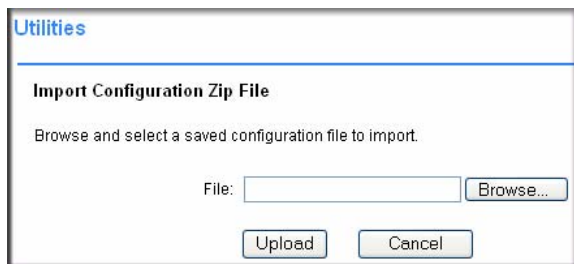 Utilities
Import Configuration Zip File
Browse and select a saved configuration file to import.
File: Browse...
Upload Cancel